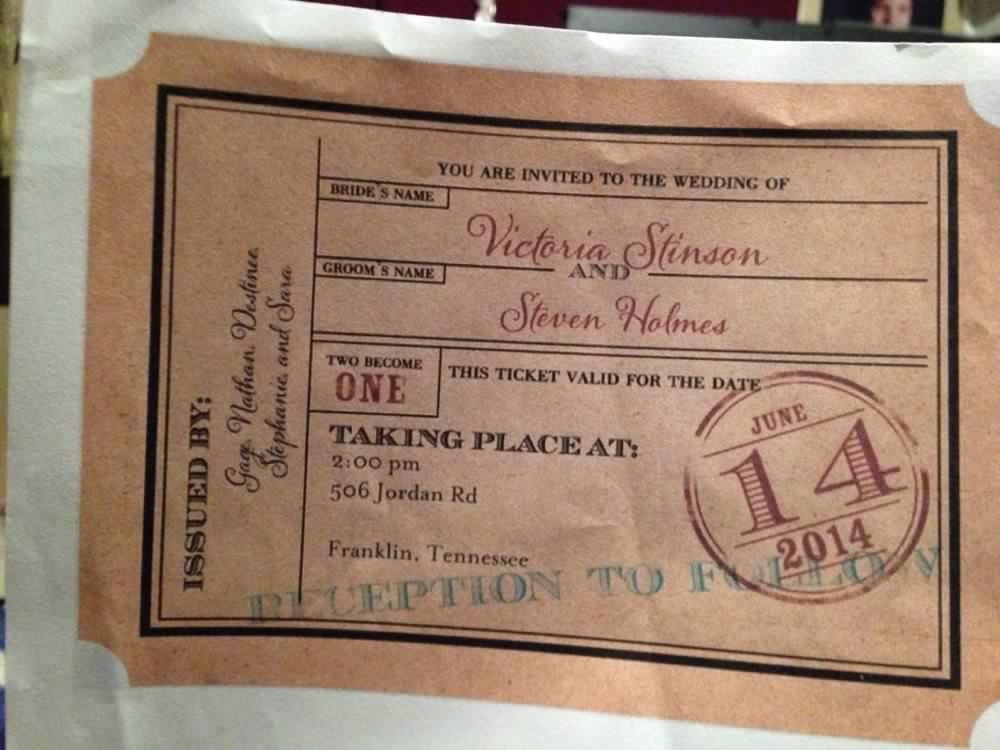 YOU ARE INVITED TO THE WEDDING OF
BRIDE'S NAME
Victoria Stinson
AND
GROOM'S NAME
Steven Holmes
TWO BECOME
ONE
THIS TICKET VALID FOR THE DATE
JUNE
14
2014
TAKING PLACE AT:
2:00 pm
506 Jordan Rd
Franklin, Tennessee
RECEPTION TO FOLLOW
ISSUED BY:
Gage, Nathan, Destinee,
Stephanie, and Sara